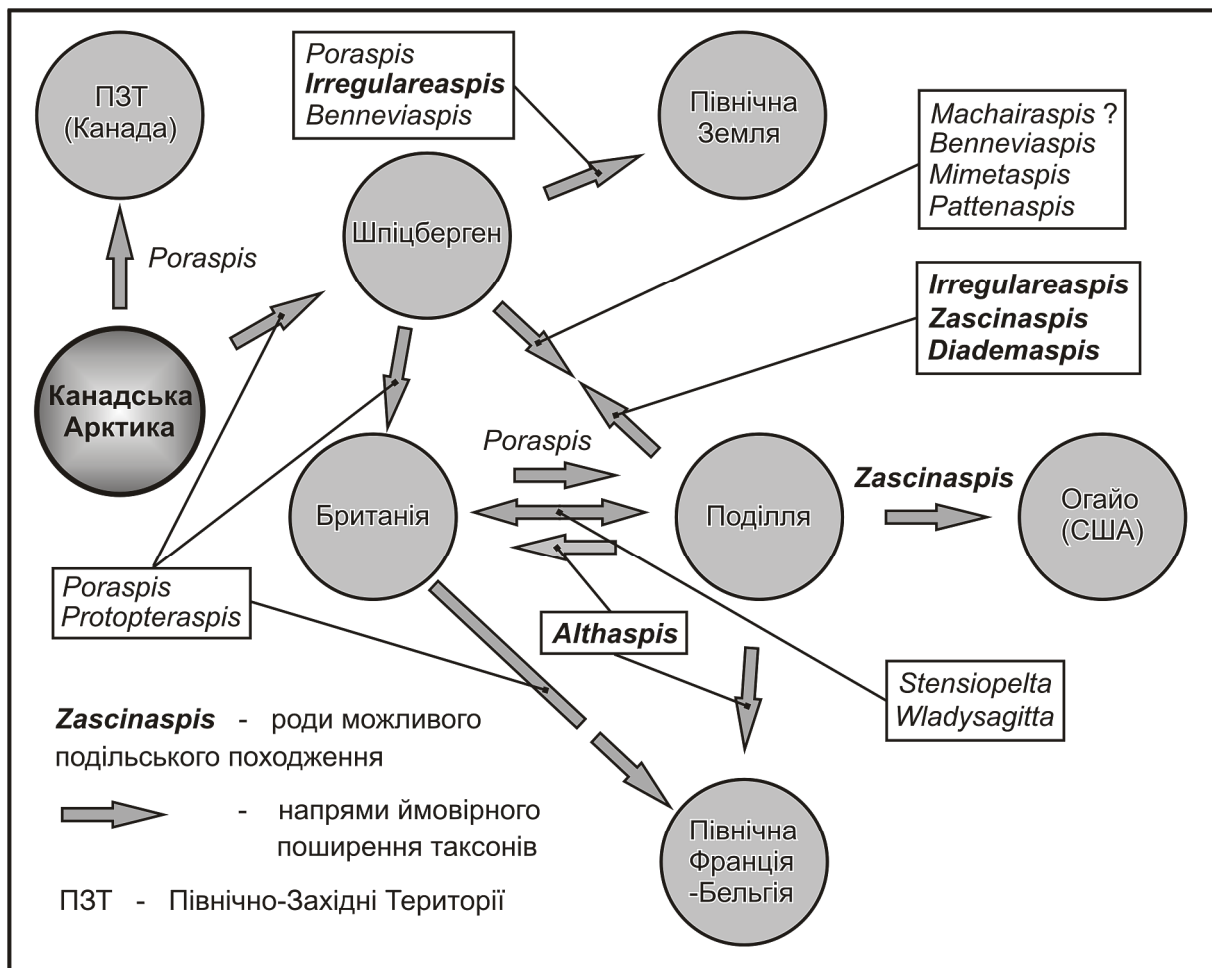 Poraspis
Irregulareaspis
Benneviaspis
ПЗТ
(Канада)
Північна
Земля
Machairaspis ?
Benneviaspis
Mimetaspis
Pattenaspis
Шпіцберген
Poraspis
Irregulareaspis
Zascinaspis
Diademaspis
Канадська
Арктика
Poraspis
Zascinaspis
Британія
Поділля
Огайо
(США)
Poraspis
Protopteraspis
Althaspis
Stensiopelta
Wladysagitta
Zascinaspis - роди можливого
подільського походження
- напрями ймовірного
поширення таксонів
Північна
Франція
-Бельгія
ПЗТ - Північно-Західні Території